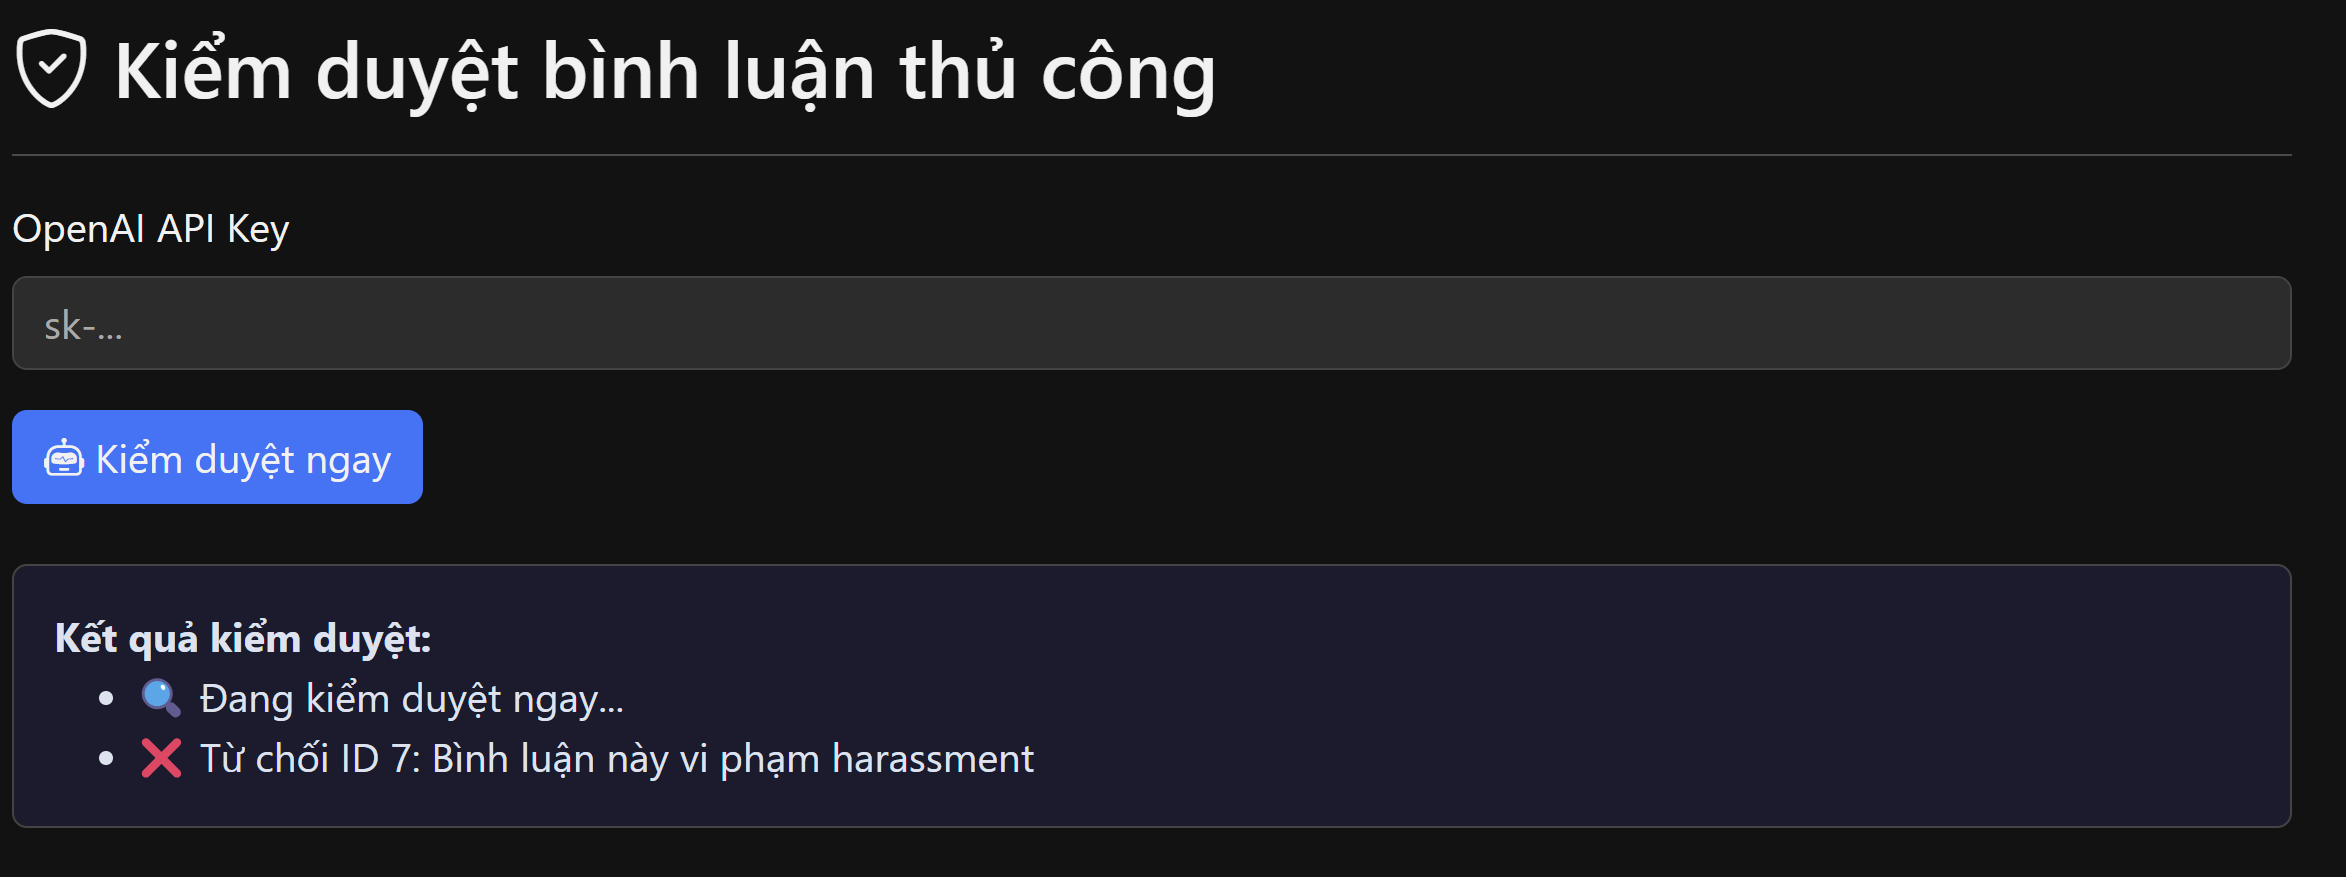 Kiểm duyệt bình luận thủ công
OpenAI API Key
sk-...
Kiểm duyệt ngay
Kết quả kiểm duyệt:
Đang kiểm duyệt ngay...
Từ chối ID 7: Bình luận này vi phạm harassment